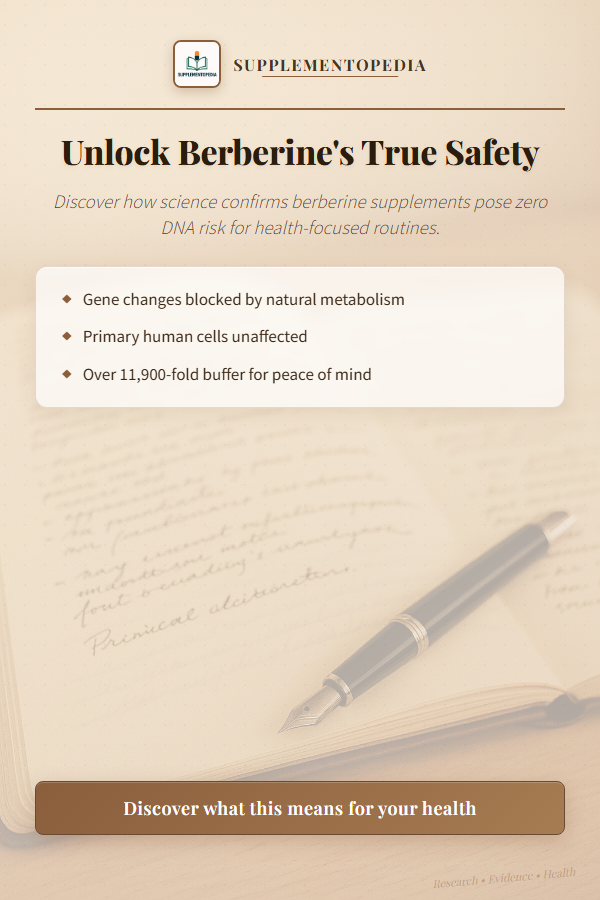 SUPPLEMENTOPEDIA
SUPPLEMENTOPEDIA
Unlock Berberine's True Safety
Discover how science confirms berberine supplements pose zero
DNA risk for health-focused routines.
Gene changes blocked by natural metabolism
Primary human cells unaffected
Over 11,900-fold buffer for peace of mind
Discover what this means for your health
Research • Evidence • Health